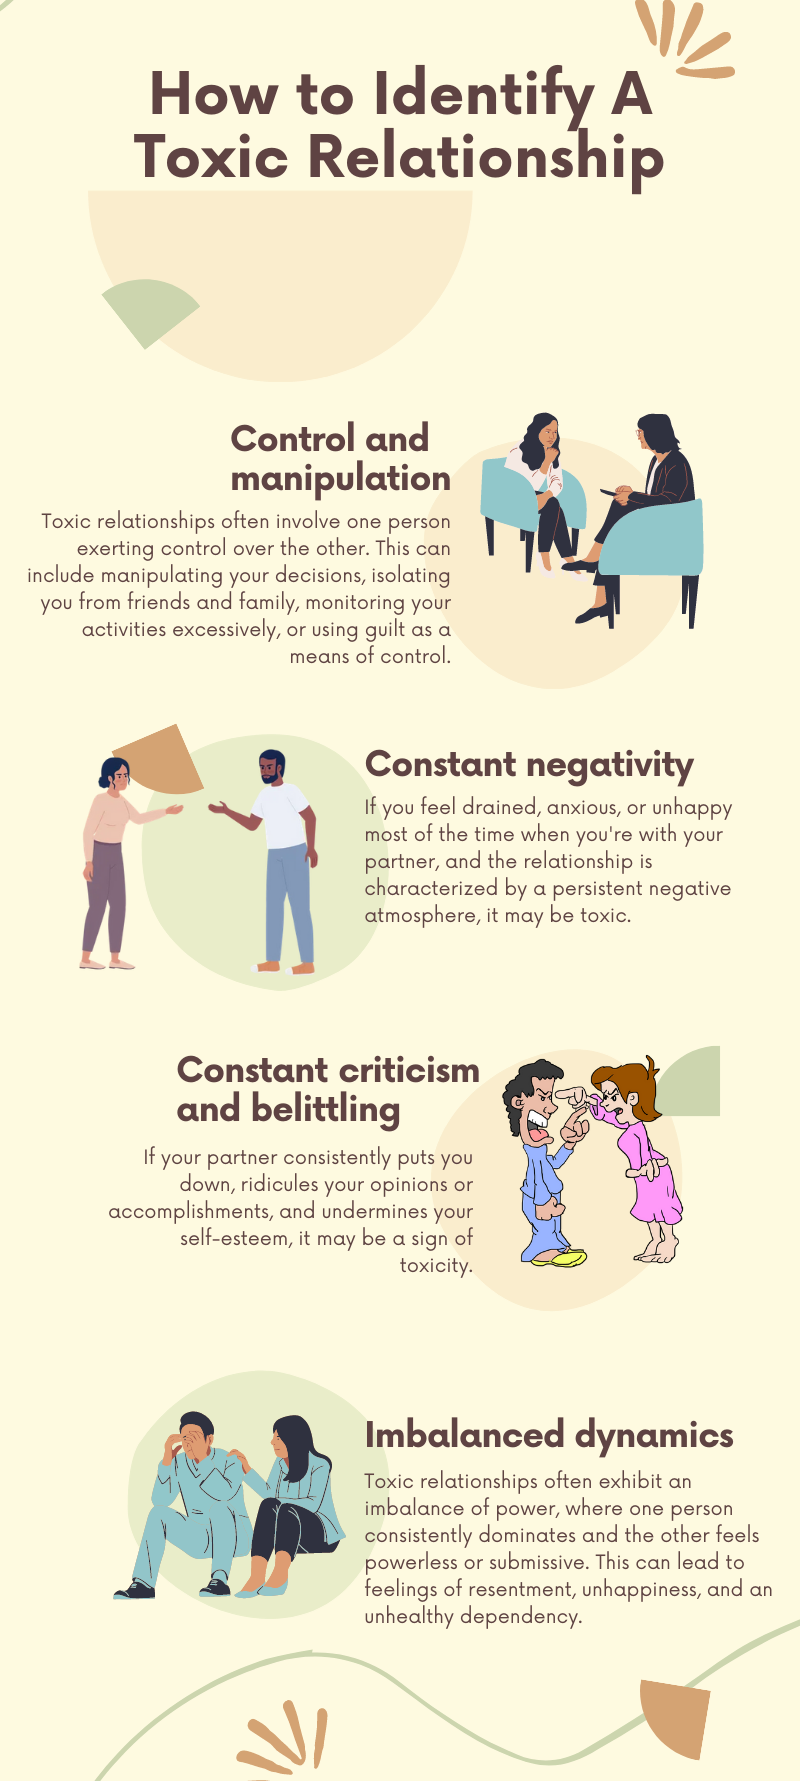 How to Identify A
Toxic Relationship
Control and
manipulation
Toxic relationships often involve one person
exerting control over the other. This can
include manipulating your decisions, isolating
you from friends and family, monitoring your
activities excessively, or using guilt as a
means of control.
Constant negativity
If you feel drained, anxious, or unhappy
most of the time when you're with your
partner, and the relationship is
characterized by a persistent negative
atmosphere, it may be toxic.
Constant criticism
and belittling
If your partner consistently puts you
down, ridicules your opinions or
accomplishments, and undermines your
self-esteem, it may be a sign of
toxicity.
Imbalanced dynamics
Toxic relationships often exhibit an
imbalance of power, where one person
consistently dominates and the other feels
powerless or submissive. This can lead to
feelings of resentment, unhappiness, and an
unhealthy dependency.